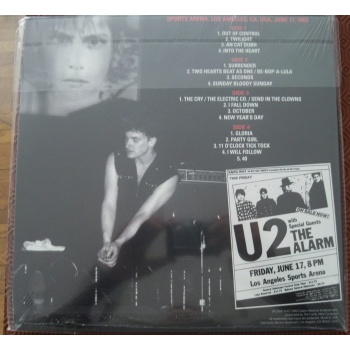 SPORTS ARENA, LOS ANGELES, CA, USA, JUNE 17, 1983
SIDE 1
1. OUT OF CONTROL
2. TWILIGHT
3. AN CAT DUBH
4. INTO THE HEART
SIDE 2
1. SURRENDER
2. TWO HEARTS BEAT AS ONE / BE-BOP-A-LULA
3. SECONDS
4. SUNDAY BLOODY SUNDAY
SIDE 3
1. THE CRY / THE ELECTRIC CO. / SEND IN THE CLOWNS
2. I FALL DOWN
3. OCTOBER
4. NEW YEAR'S DAY
SIDE 4
1. GLORIA
2. PARTY GIRL
3. 11 O'CLOCK TICK TOCK
4. I WILL FOLLOW
5. 40
THIS FRIDAY
U2
with
Special Guests
THE
ALARM
FRIDAY, JUNE 17, 8 PM
Los Angeles Sports Arena